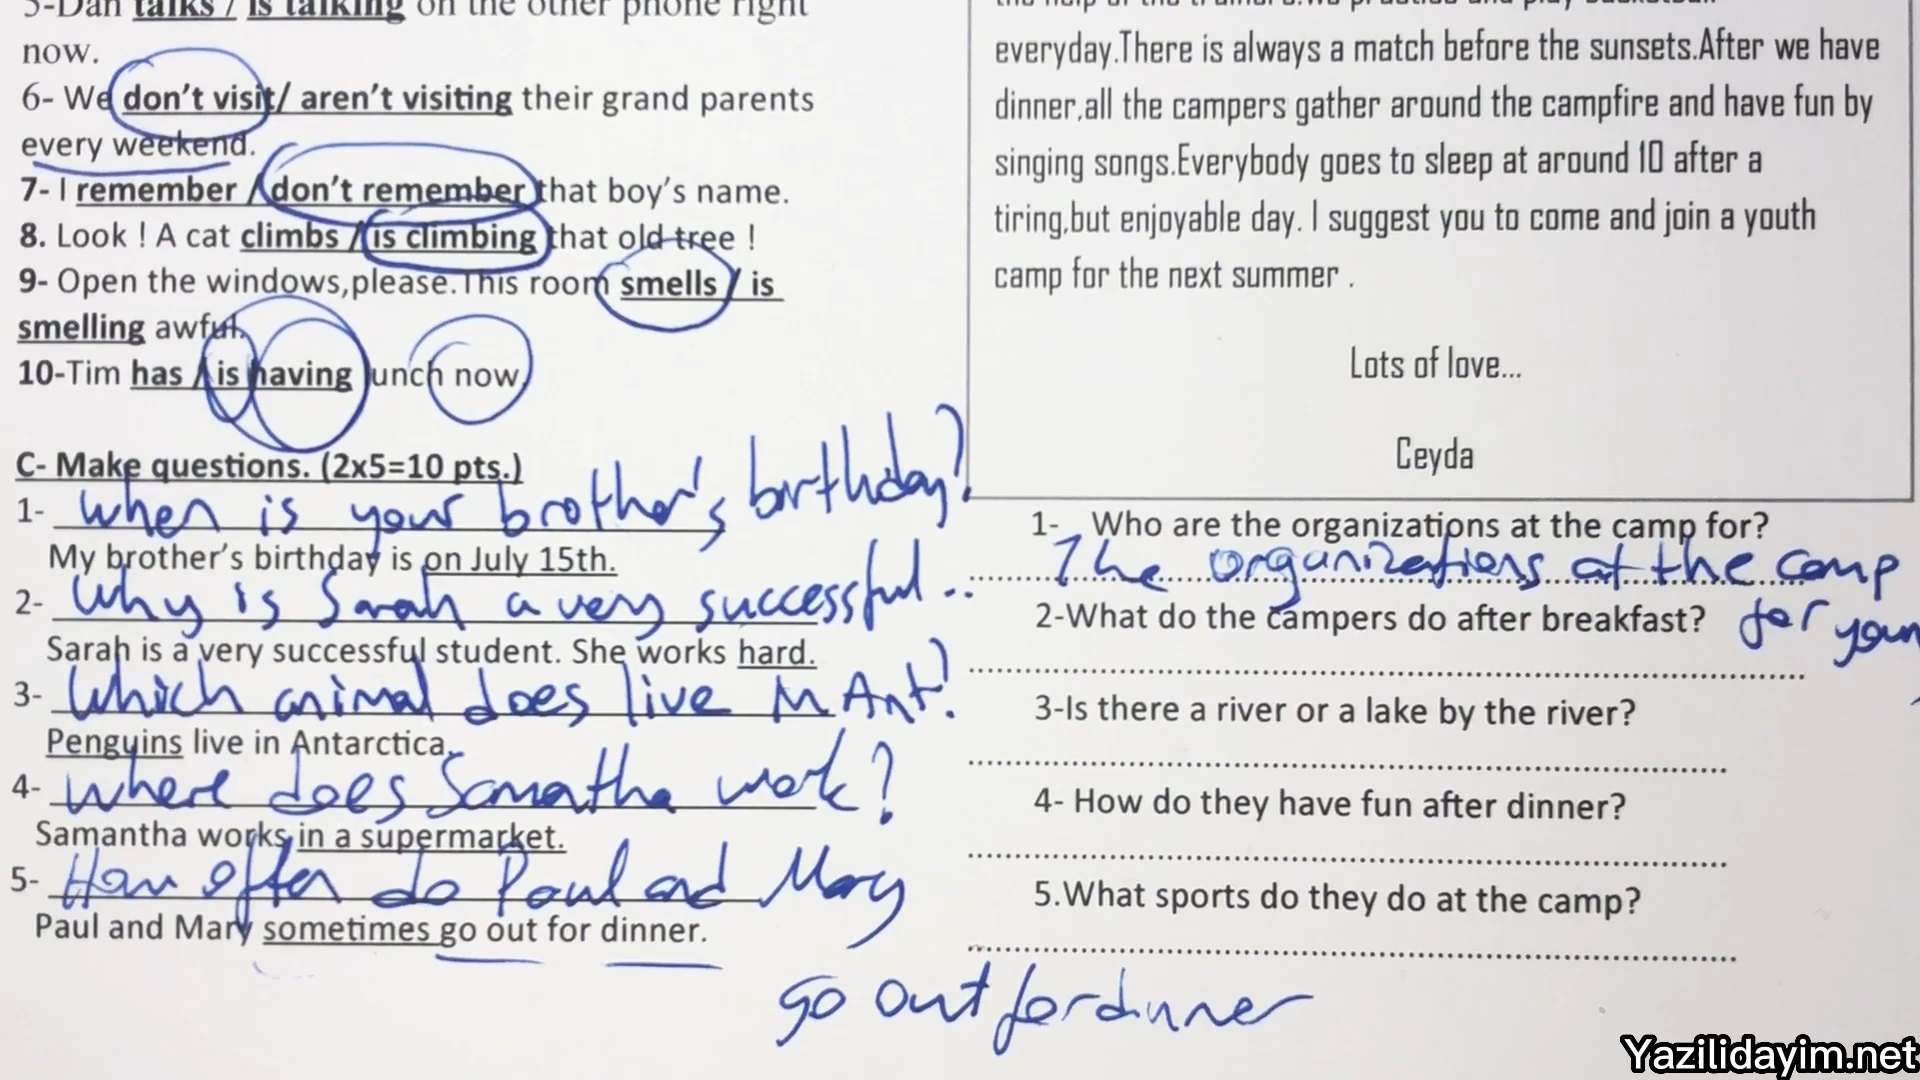 5-Dan talks / is talking on the other phone right
now.
6- We don't visit/ aren't visiting their grand parents
every weekend.
7- I remember / don't remember that boy's name.
8. Look ! A cat climbs / is climbing that old tree !
9- Open the windows,please.This room smells / is
smelling awful.
10-Tim has / is having lunch now.
C- Make questions. (2x5=10 pts.)
1- When is your brother's birthday?
My brother's birthday is on July 15th.
2- Why is Sarah a very successful..
Sarah is a very successful student. She works hard.
3- Which animal does live in Ant?
Penguins live in Antarctica.
4- Where does Samatha work?
Samantha works in a supermarket.
5- How often do Paul and Mary
Paul and Mary sometimes go out for dinner.
go out for dinner
everyday.There is always a match before the sunsets.After we have
dinner,all the campers gather around the campfire and have fun by
singing songs.Everybody goes to sleep at around 10 after a
tiring,but enjoyable day. I suggest you to come and join a youth
camp for the next summer .
Lots of love...
Ceyda
1- Who are the organizations at the camp for?
The organizations at the camp
for
2-What do the campers do after breakfast?
3-Is there a river or a lake by the river?
4- How do they have fun after dinner?
5.What sports do they do at the camp?
Yazilidayim.net